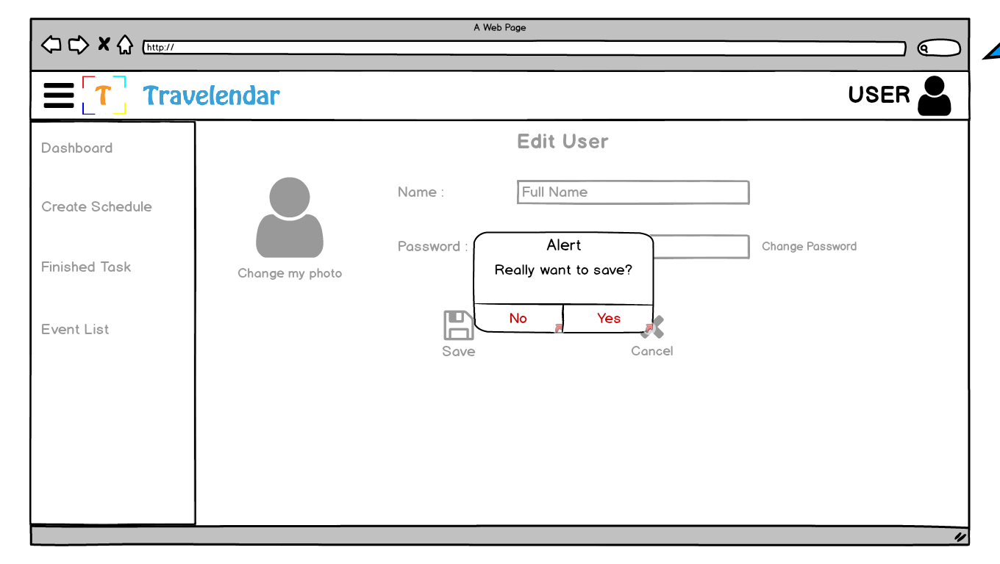 A Web Page
http://
T Travelendar
USER
Dashboard
Create Schedule
Finished Task
Event List
Edit User
Name : Full Name
Password : Change Password
Change my photo
Alert
Really want to save?
No Yes
Save Cancel